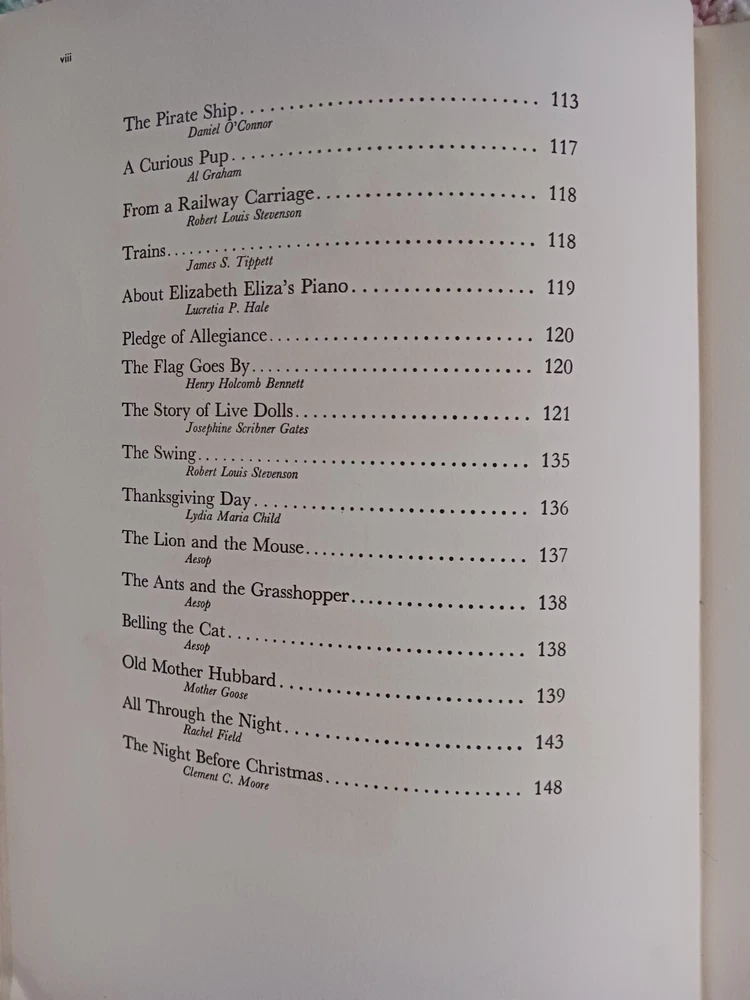 viii
The Pirate Ship........................... 113
Daniel O'Connor
A Curious Pup........................... 117
Al Graham
From a Railway Carriage................... 118
Robert Louis Stevenson
Trains................................. 118
James S. Tippett
About Elizabeth Eliza's Piano................ 119
Lucretia P. Hale
Pledge of Allegiance....................... 120
The Flag Goes By......................... 120
Henry Holcomb Bennett
The Story of Live Dolls.................... 121
Josephine Scribner Gates
The Swing.............................. 135
Robert Louis Stevenson
Thanksgiving Day........................ 136
Lydia Maria Child
The Lion and the Mouse................... 137
Aesop
The Ants and the Grasshopper............... 138
Aesop
Belling the Cat........................... 138
Aesop
Old Mother Hubbard...................... 139
Mother Goose
All Through the Night..................... 143
Rachel Field
The Night Before Christmas................. 148
Clement C. Moore